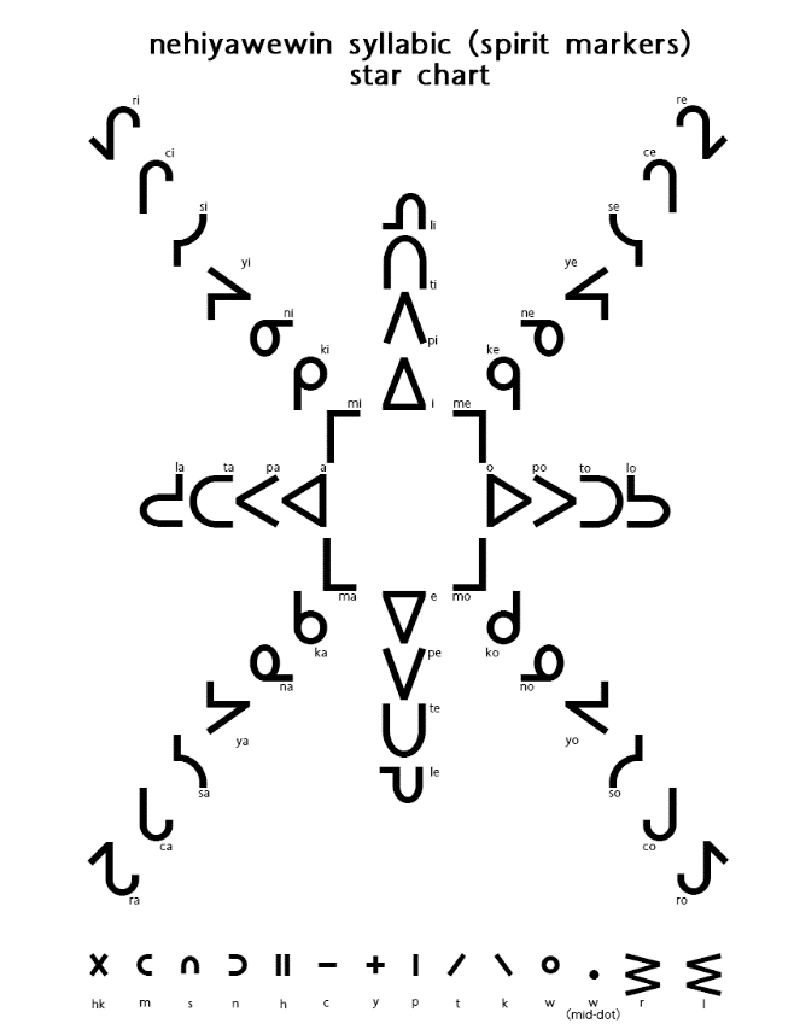 nehiyawewin syllabic (spirit markers)
star chart
ri re
ᕆ ᕃ
ci ce
ᒋ ᒉ
si se
ᓯ ᓭ
ᓕ li
yi ye
ᔨ ᔦ
ᑎ ti
ni ne
ᓂ ᓀ
ᐱ pi
ki ke
ᑭ ᑫ
ᐃ i
mi me
ᒥ ᒣ
la ta pa a o po to lo
ᓚ ᑕ ᐸ ᐊ ᐅ ᐳ ᑐ ᓗ
ᒪ ᒧ
ma ᐁ e mo
ᑲ ᑯ
ka ᐯ pe ko
ᓇ ᓄ
na no
ᑌ te
ᔭ ᔪ
ya yo
ᓴ ᓱ
ᓓ le
sa so
ᒐ ᒍ
ca co
ᕋ ᕈ
ra ro
ᕽ ᒼ ᐢ ᐣ ᐦ ᐨ ᐩ ᑊ ᐟ ᐠ ᐤ ᐧ ᕒ ᓬ
hk m s n h c y p t k w w r l
(mid-dot)